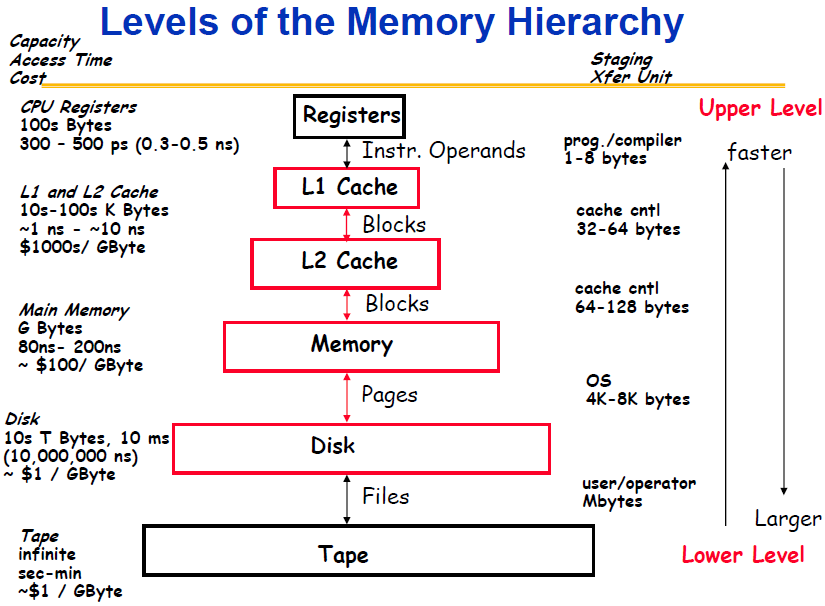 Levels of the Memory Hierarchy
Capacity
Access Time
Cost
Staging
Xfer Unit
CPU Registers
100s Bytes
300 - 500 ps (0.3-0.5 ns)
L1 and L2 Cache
10s-100s K Bytes
~1 ns - ~10 ns
$1000s/ GByte
Main Memory
G Bytes
80ns- 200ns
~ $100/ GByte
Disk
10s T Bytes, 10 ms
(10,000,000 ns)
~ $1 / GByte
Tape
infinite
sec-min
~$1 / GByte
Registers
Instr. Operands
L1 Cache
Blocks
L2 Cache
Blocks
Memory
Pages
Disk
Files
Tape
prog./compiler
1-8 bytes
cache cntl
32-64 bytes
cache cntl
64-128 bytes
OS
4K-8K bytes
user/operator
Mbytes
Upper Level
faster
Larger
Lower Level